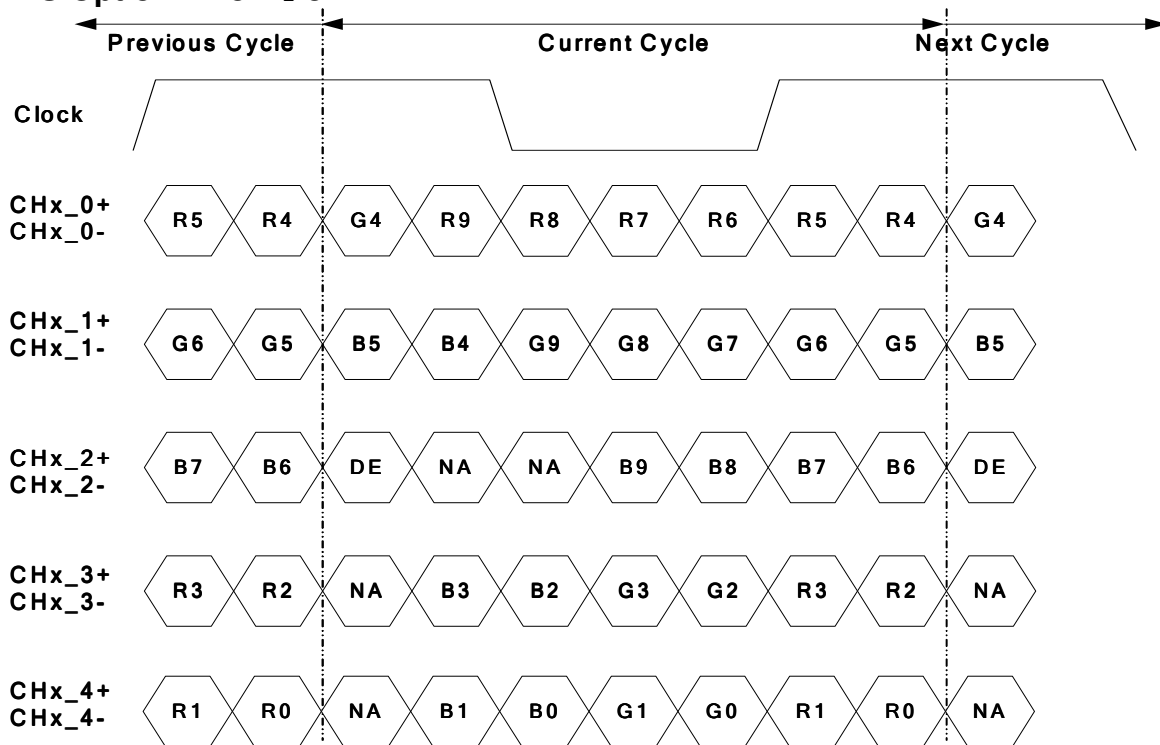 Previous Cycle Current Cycle Next Cycle
Clock
CHx_0+
CHx_0-
R5 R4 G4 R9 R8 R7 R6 R5 R4 G4
CHx_1+
CHx_1-
G6 G5 B5 B4 G9 G8 G7 G6 G5 B5
CHx_2+
CHx_2-
B7 B6 DE NA NA B9 B8 B7 B6 DE
CHx_3+
CHx_3-
R3 R2 NA B3 B2 G3 G2 R3 R2 NA
CHx_4+
CHx_4-
R1 R0 NA B1 B0 G1 G0 R1 R0 NA